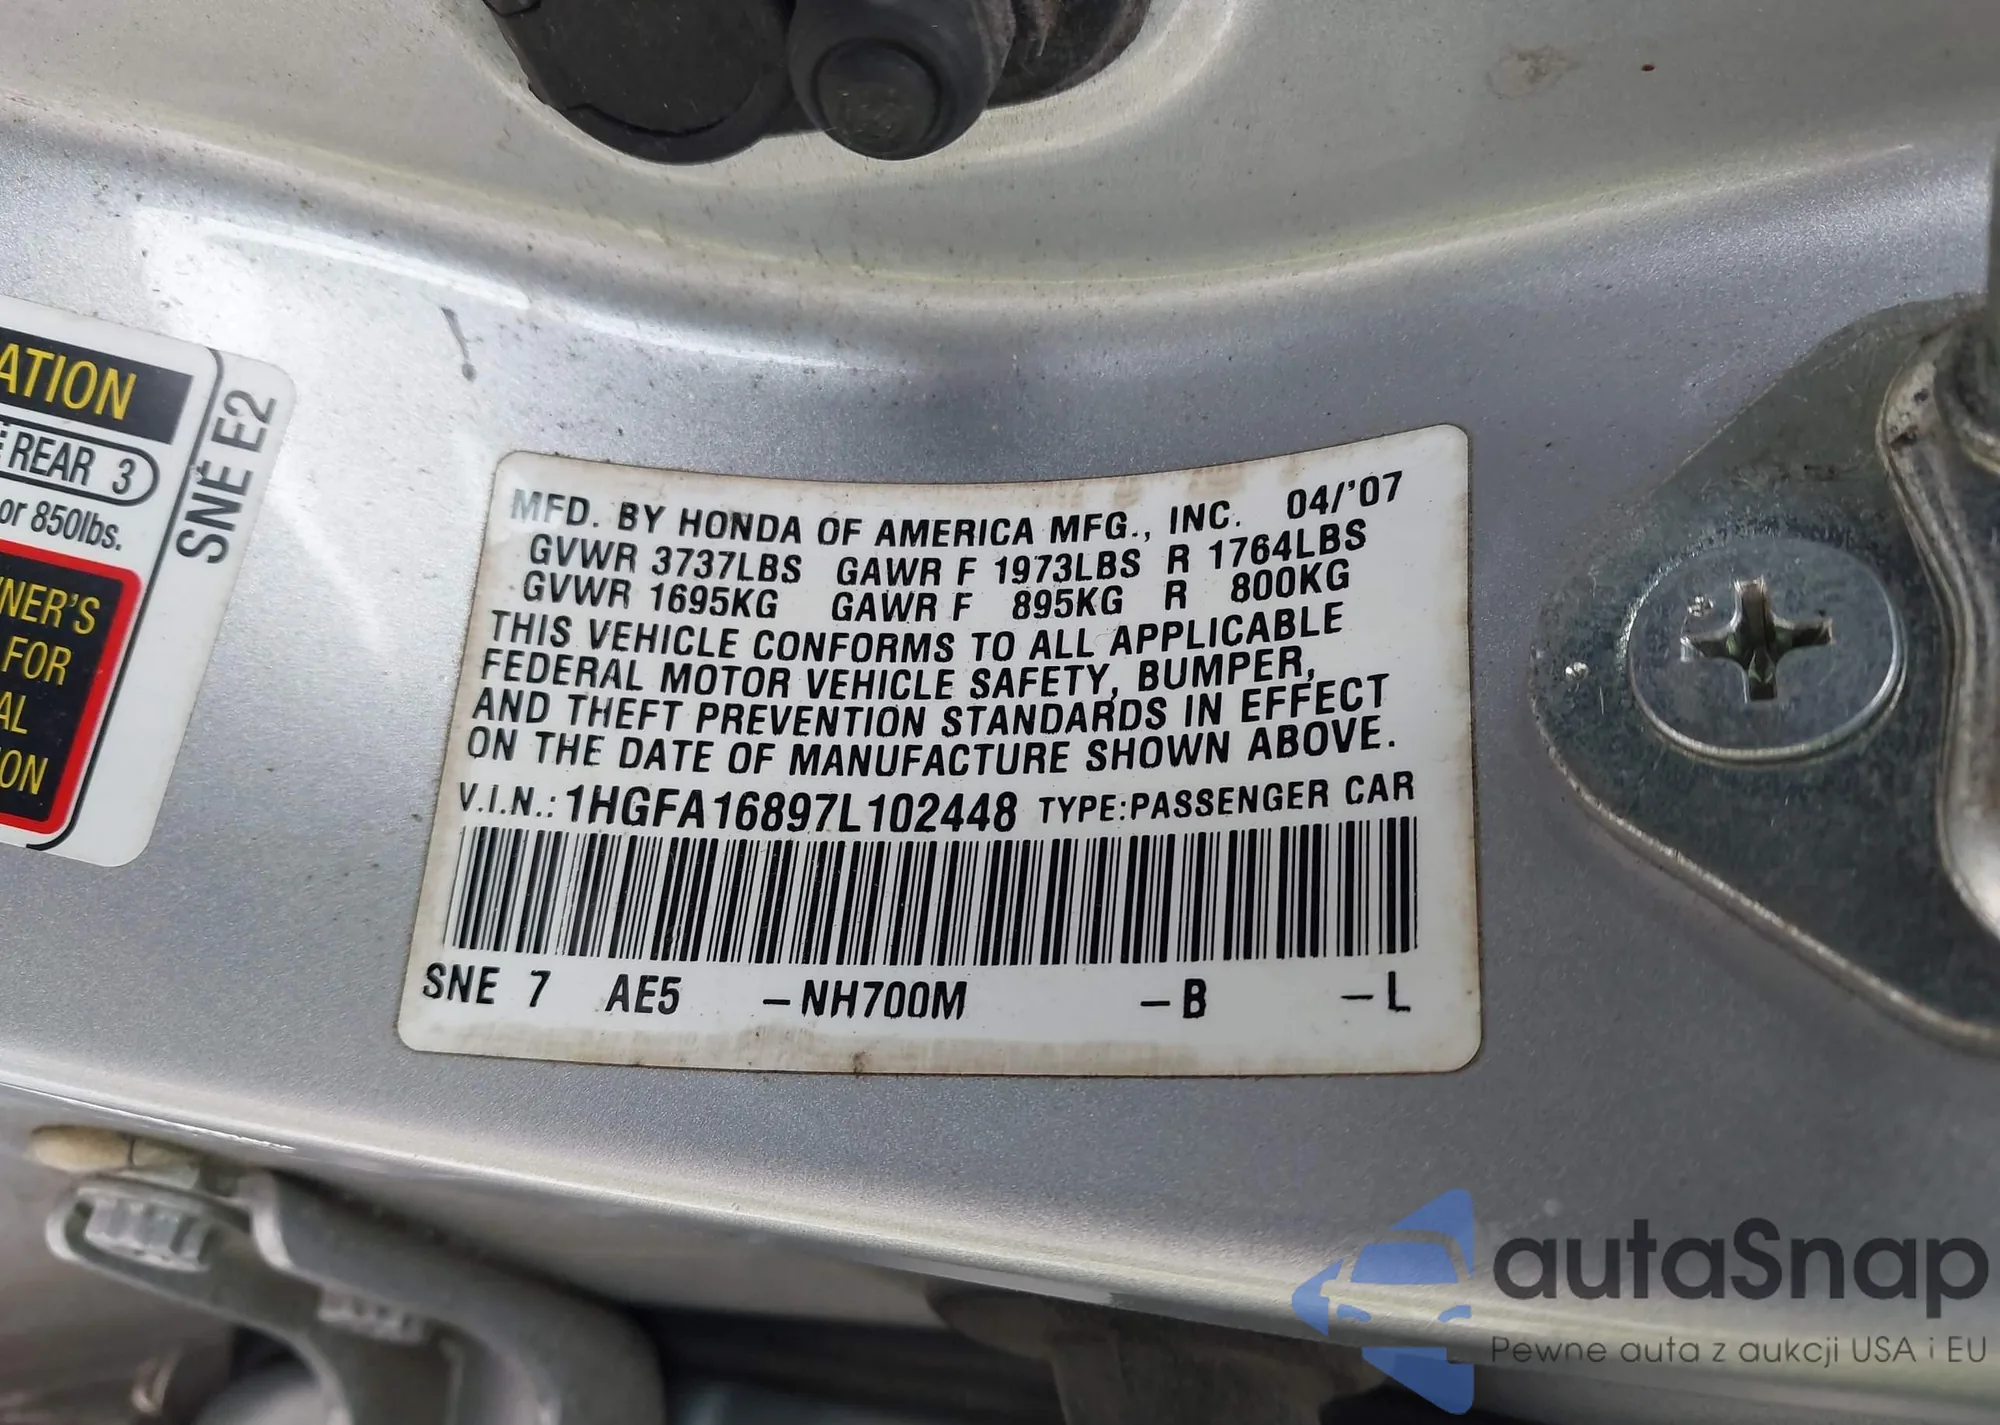 ATION
E REAR 3
or 850lbs.
NER'S
FOR
AL
ION
SNE E2
MFD. BY HONDA OF AMERICA MFG., INC. 04/'07
GVWR 3737LBS GAWR F 1973LBS R 1764LBS
GVWR 1695KG GAWR F 895KG R 800KG
THIS VEHICLE CONFORMS TO ALL APPLICABLE
FEDERAL MOTOR VEHICLE SAFETY, BUMPER,
AND THEFT PREVENTION STANDARDS IN EFFECT
ON THE DATE OF MANUFACTURE SHOWN ABOVE.
V.I.N.: 1HGFA16897L102448 TYPE:PASSENGER CAR
SNE 7 AE5 -NH700M -B -L
autaSnap
Pewne auta z aukcji USA i EU